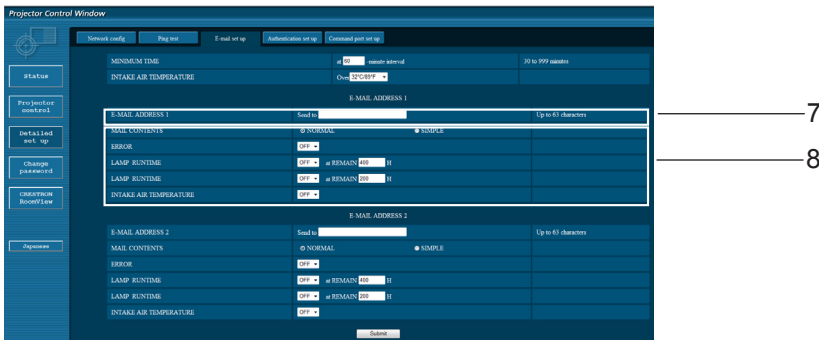 Projector Control Window
Network config Ping test E-mail set up Authentication set up Command port set up
MINIMUM TIME at 60 -minute interval 30 to 999 minutes
INTAKE AIR TEMPERATURE Over 32°C/89°F
Status
Projector control
Detailed set up
Change password
CRESTRON RoomView
Japanese
E-MAIL ADDRESS 1
E-MAIL ADDRESS 1 Send to Up to 63 characters
7
MAIL CONTENTS NORMAL SIMPLE
ERROR OFF
8
LAMP RUNTIME OFF at REMAIN 400 H
LAMP RUNTIME OFF at REMAIN 200 H
INTAKE AIR TEMPERATURE OFF
E-MAIL ADDRESS 2
E-MAIL ADDRESS 2 Send to Up to 63 characters
MAIL CONTENTS NORMAL SIMPLE
ERROR OFF
LAMP RUNTIME OFF at REMAIN 400 H
LAMP RUNTIME OFF at REMAIN 200 H
INTAKE AIR TEMPERATURE OFF
Submit